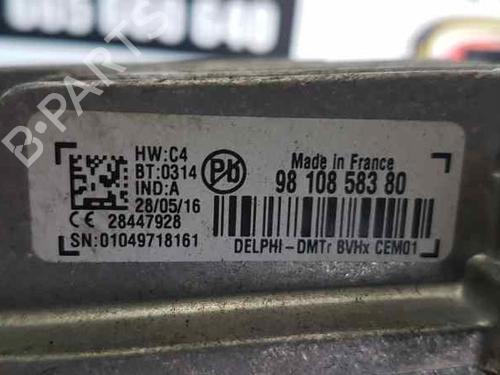 HW:C4
BT:0314
IND:A
28/05/16
CE 28447928
SN:01049718161
Pb
Made in France
98 108 583 80
DELPHI-DMTr BVHx CEM01
B-PARTS